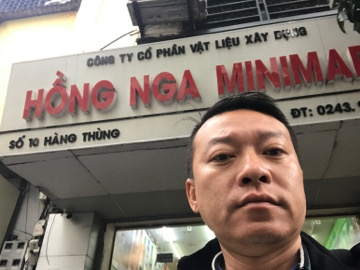 CÔNG TY CỔ PHẦN VẬT LIỆU XÂY DỰNG
HỒNG NGA MINIMA
SỐ 10 HÀNG THÙNG
ĐT: 0243.